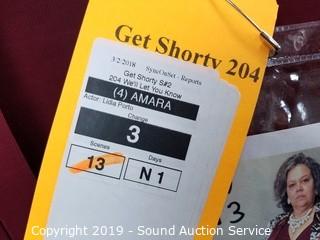 Get Shorty 204
3/2/2018 SyncOnSet - Reports
Get Shorty S#2
204 We'll Let You Know
(4) AMARA
Actor: Lidia Porto
Change
3
Scenes Days
13 N 1
3
Copyright 2019 - Sound Auction Service